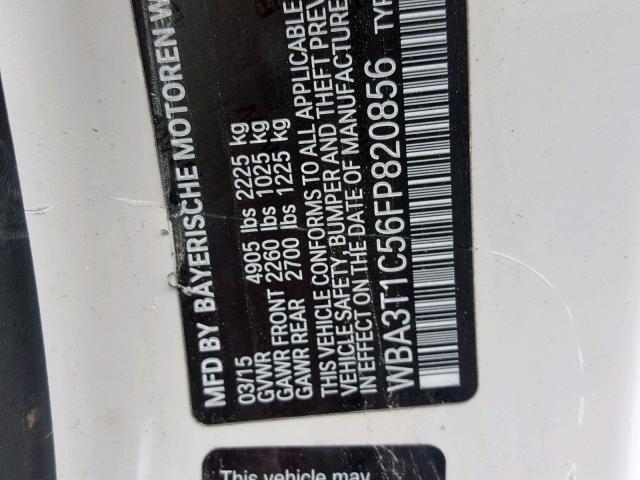 MFD BY BAYERISCHE MOTOREN W
03/15
GVWR 4905 lbs 2225 kg
GAWR FRONT 2260 lbs 1025 kg
GAWR REAR 2700 lbs 1225 kg
THIS VEHICLE CONFORMS TO ALL APPLICABLE
VEHICLE SAFETY, BUMPER AND THEFT PREVE
IN EFFECT ON THE DATE OF MANUFACTURE
WBA3T1C56FP820856 TYP
This vehicle may